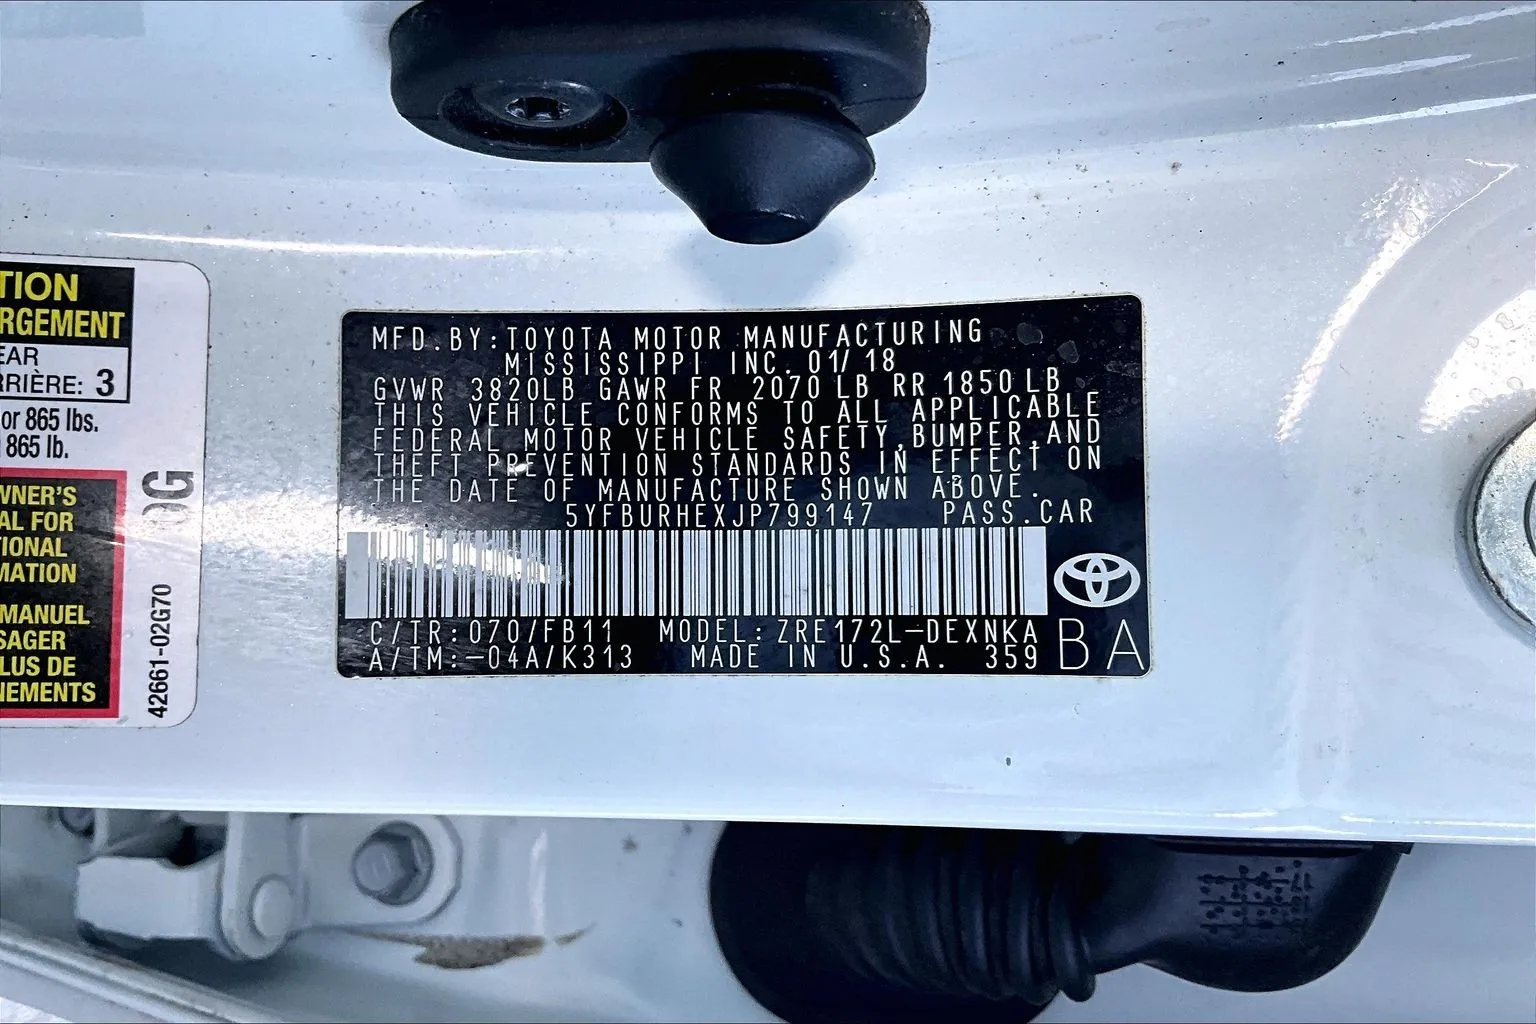 TION
RGEMENT
EAR
RRIÈRE: 3
or 865 lbs.
865 lb.
WNER'S
AL FOR
TIONAL
MATION
MANUEL
SAGER
LUS DE
NEMENTS
0G
42661-02G70
MFD.BY:TOYOTA MOTOR MANUFACTURING
MISSISSIPPI INC. 01/18
GVWR 3820LB GAWR FR 2070 LB RR 1850 LB
THIS VEHICLE CONFORMS TO ALL APPLICABLE
FEDERAL MOTOR VEHICLE SAFETY,BUMPER,AND
THEFT PREVENTION STANDARDS IN EFFECT ON
THE DATE OF MANUFACTURE SHOWN ABOVE.
5YFBURHEXJP799147 PASS.CAR
C/TR:070/FB11 MODEL:ZRE172L-DEXNKA
A/TM:-04A/K313 MADE IN U.S.A. 359
BA